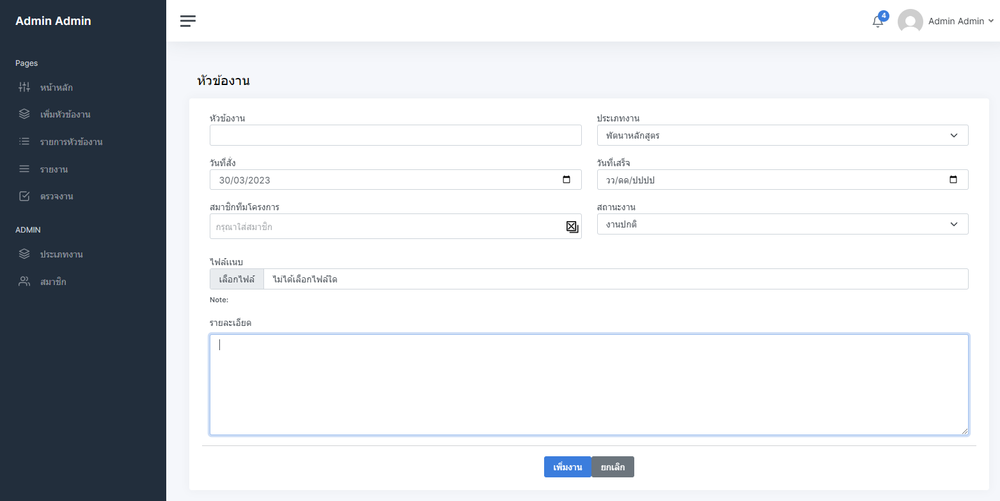 Admin Admin
4
Admin Admin
Pages
หน้าหลัก
เพิ่มหัวข้องาน
รายการหัวข้องาน
รายงาน
ตรวจงาน
ADMIN
ประเภทงาน
สมาชิก
หัวข้องาน
หัวข้องาน
ประเภทงาน
พัตนาหลักสูตร
วันที่สั่ง
วันที่เสร็จ
30/03/2023
วว/ดด/ปปปป
สมาชิกทีมโครงการ
สถานะงาน
กรุณาใส่สมาชิก
งานปกติ
ไฟล์แนบ
เลือกไฟล์ ไม่ได้เลือกไฟล์ใด
Note:
รายละเอียด
เพิ่มงาน ยกเลิก